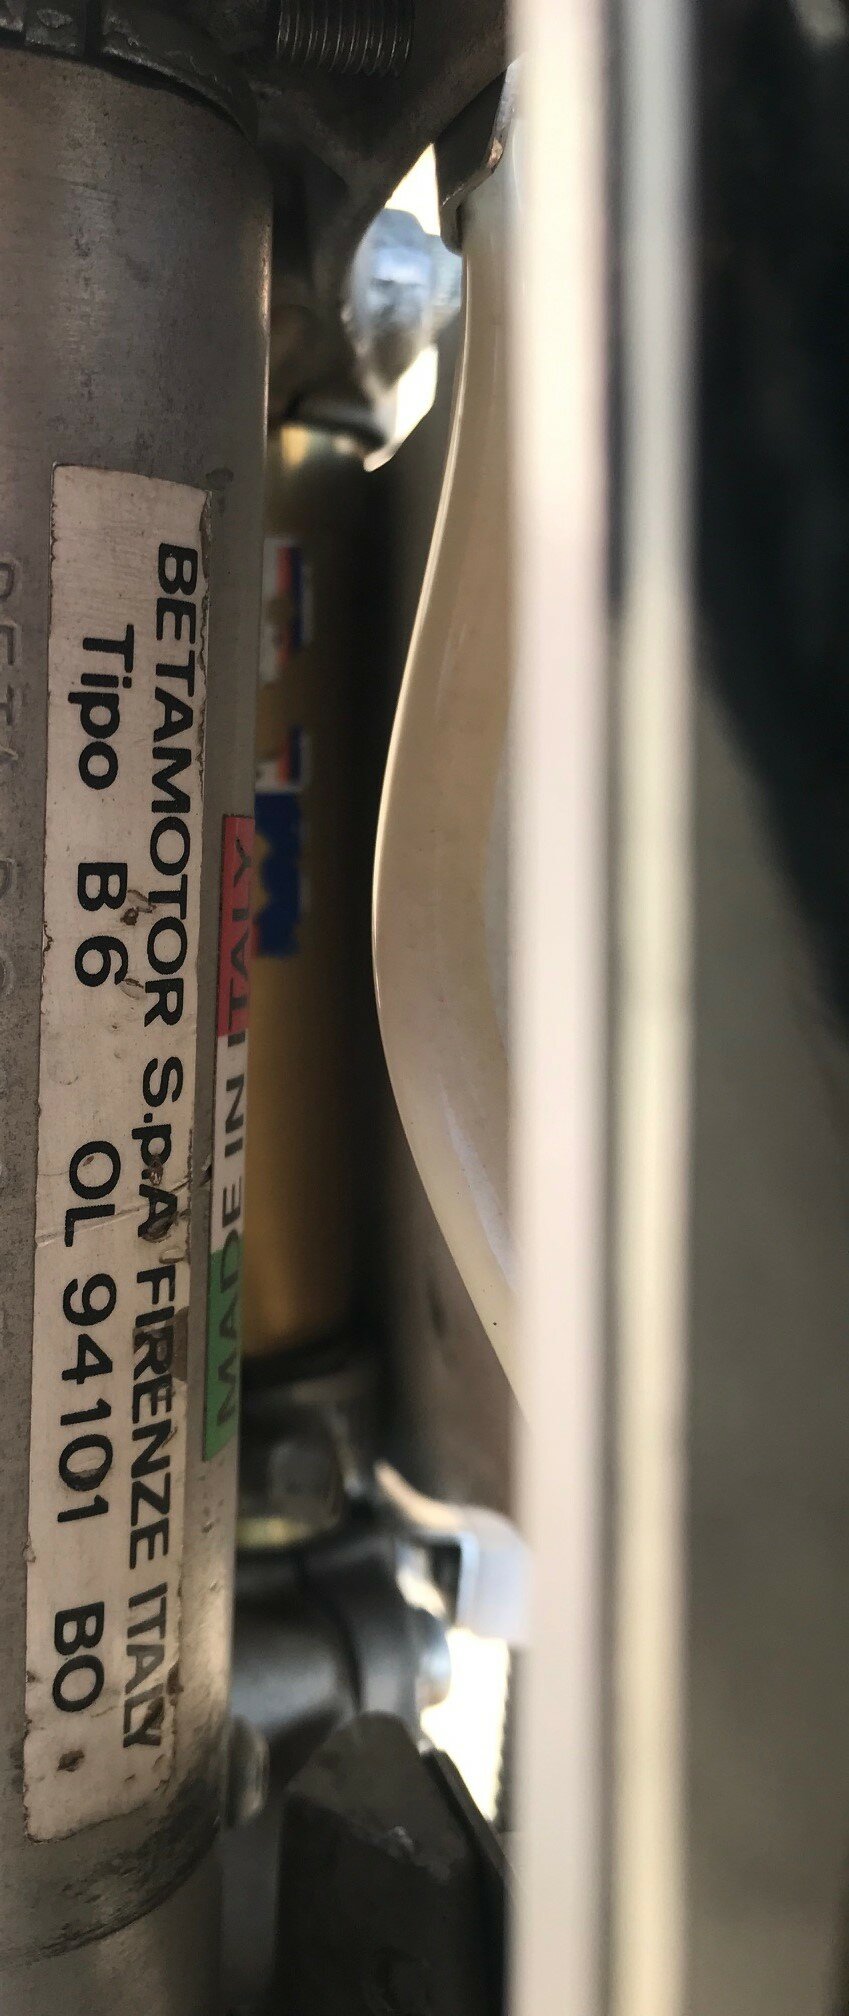 BETAMOTOR S.p.A FIRENZE ITALY
Tipo B6 OL 94101 BO
MADE IN ITALY